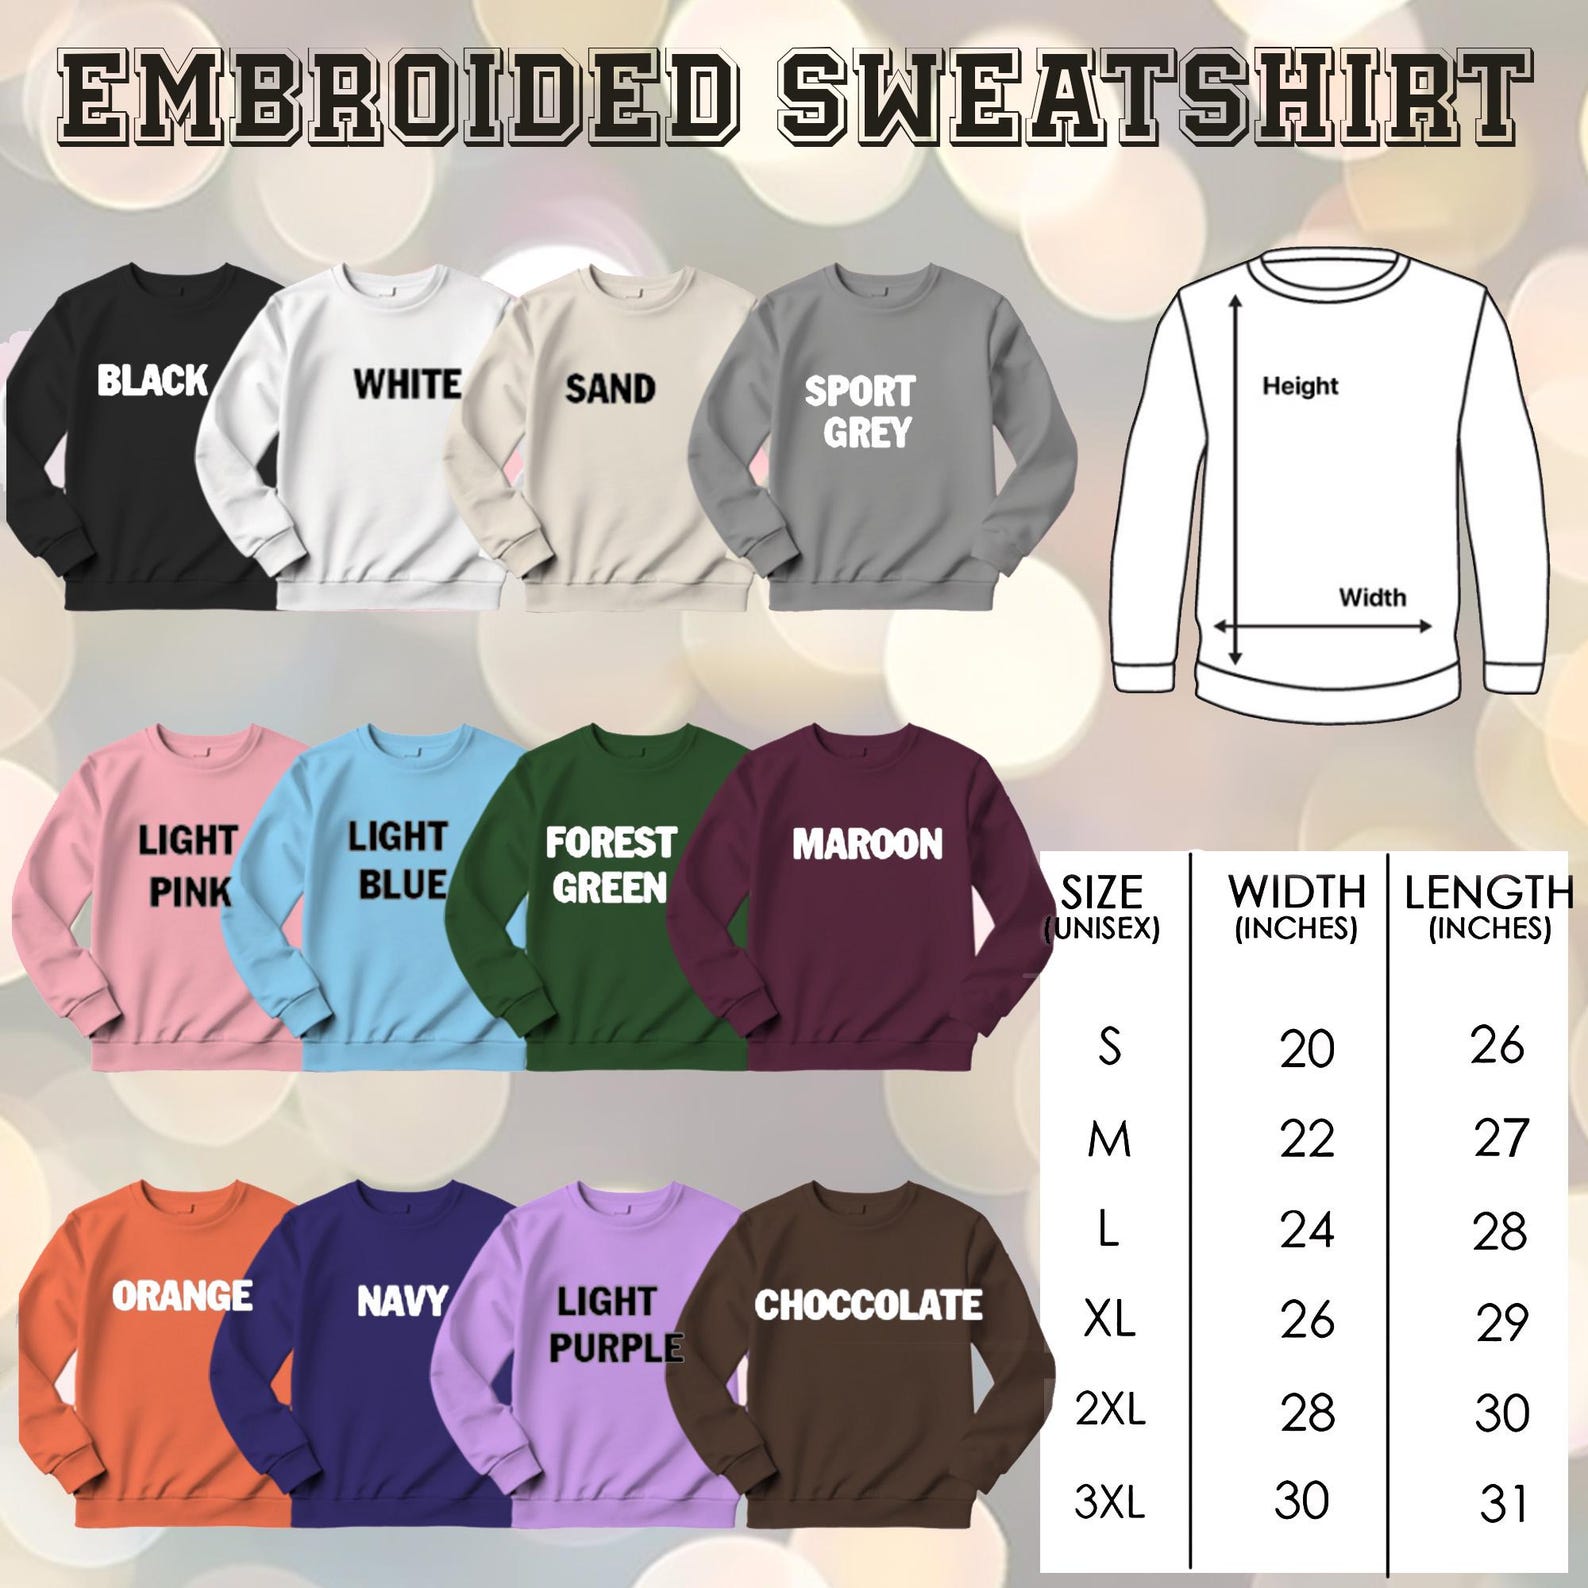 EMBROIDED SWEATSHIRT
BLACK
WHITE
SAND
SPORT
GREY
Height
Width
LIGHT
PINK
LIGHT
BLUE
FOREST
GREEN
MAROON
ORANGE
NAVY
LIGHT
PURPLE
CHOCCOLATE
SIZE WIDTH LENGTH
(UNISEX) (INCHES) (INCHES)
S 20 26
M 22 27
L 24 28
XL 26 29
2XL 28 30
3XL 30 31